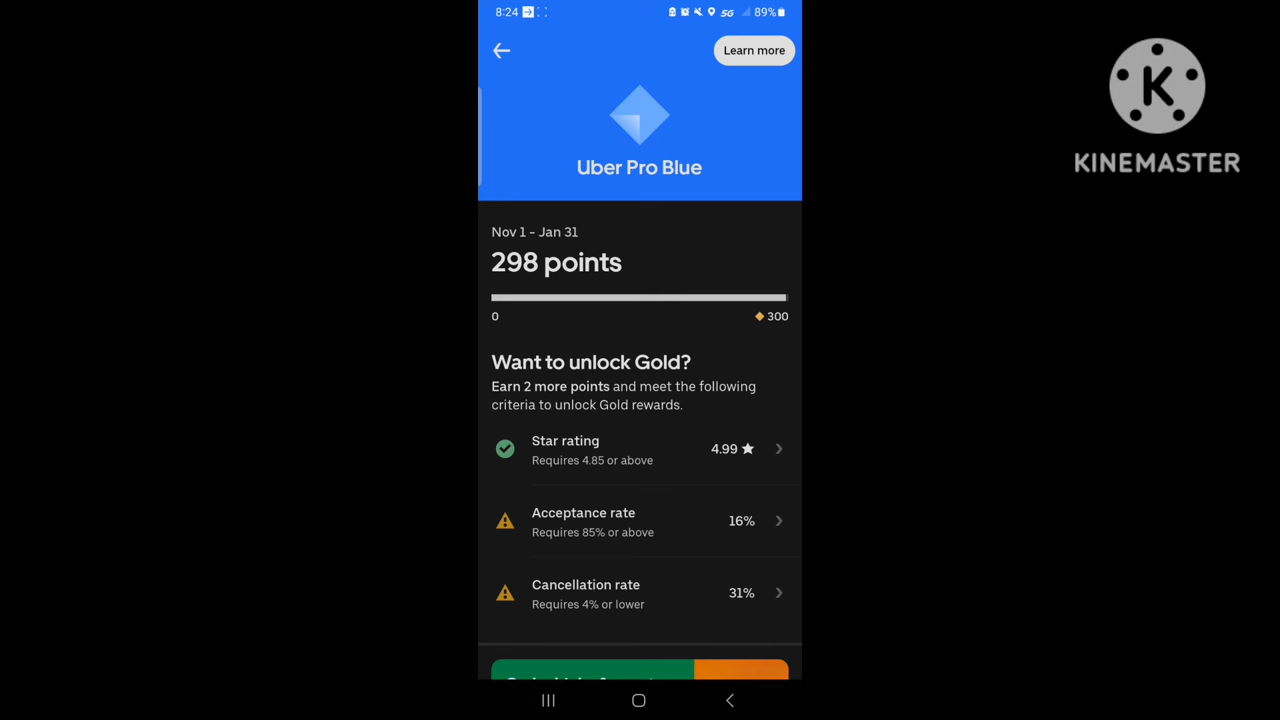 8:24
5G
89%
Learn more
Uber Pro Blue
Nov 1 - Jan 31
298 points
0
300
Want to unlock Gold?
Earn 2 more points and meet the following
criteria to unlock Gold rewards.
Star rating
4.99
Requires 4.85 or above
Acceptance rate
16%
Requires 85% or above
Cancellation rate
31%
Requires 4% or lower
K
KINEMASTER